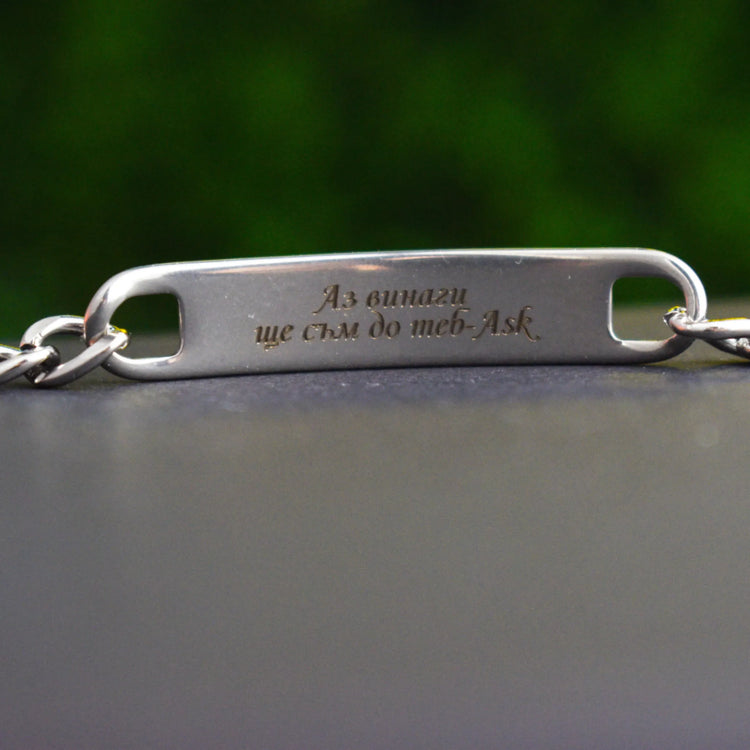 Аз винаги
ще съм до теб-Ask